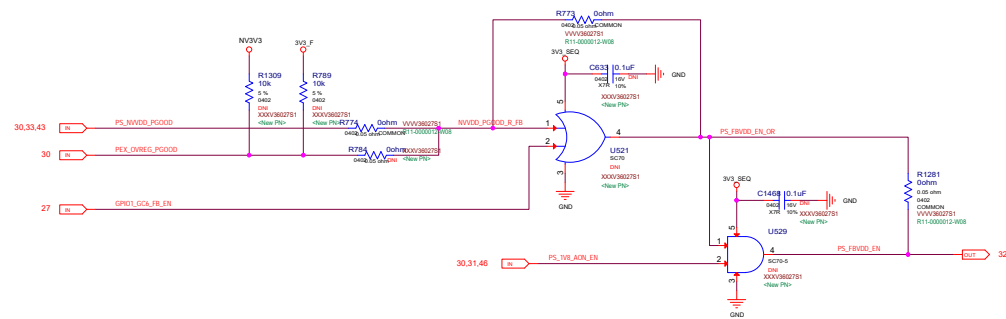 R773 0ohm
0402 0.05 ohm COMMON
VVVV36027S1
R11-0000012-W08
NV3V3
3V3_F
3V3_SEQ
R1309
10k
5 %
0402
DNI
XXXV36027S1
<New PN>
R789
10k
5 %
0402
DNI
XXXV36027S1
<New PN>
C633 0.1uF
0402 16V DNI
X7R 10%
XXXV36027S1
<New PN>
GND
30,33,43 IN PS_NVVDD_PGOOD
R774 0ohm
0402 0.05 ohm COMMON
VVVV36027S1
R11-0000012-W08
NVVDD_PGOOD_R_FB
30 IN PEX_OVREG_PGOOD
R784 0ohm
0402 0.05 ohm DNI
XXXV36027S1
<New PN>
27 IN GPIO1_GC6_FB_EN
1
2
5
3
4
U521
SC70
DNI
XXXV36027S1
<New PN>
GND
PS_FBVDD_EN_OR
R1281
0ohm
0.05 ohm
0402
COMMON
VVVV36027S1
R11-0000012-W08
3V3_SEQ
C1468 0.1uF
0402 16V DNI
X7R 10%
XXXV36027S1
<New PN>
GND
30,31,46 IN PS_1V8_AON_EN
1
2
5
3
4
U529
SC70-5
DNI
XXXV36027S1
<New PN>
GND
PS_FBVDD_EN
OUT 32